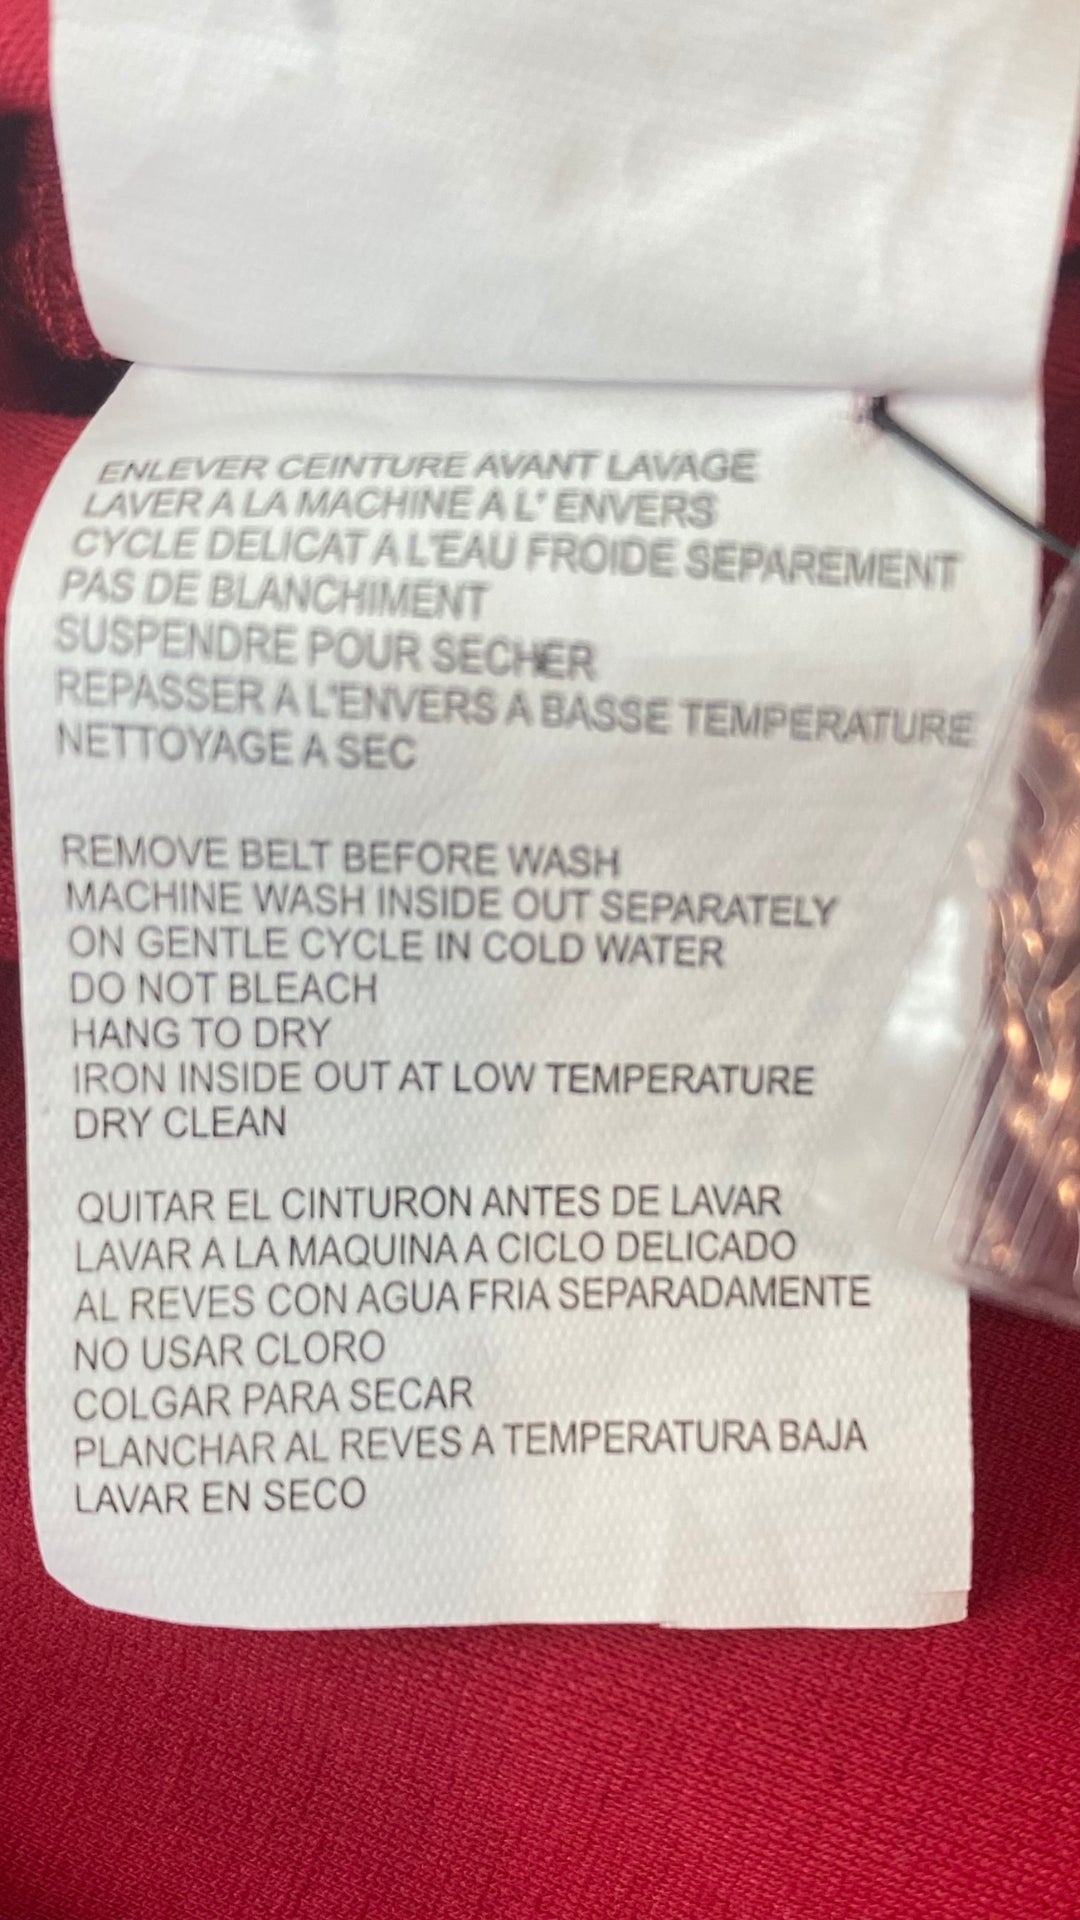 ENLEVER CEINTURE AVANT LAVAGE
LAVER A LA MACHINE A L' ENVERS
CYCLE DELICAT A L'EAU FROIDE SEPAREMENT
PAS DE BLANCHIMENT
SUSPENDRE POUR SECHER
REPASSER A L'ENVERS A BASSE TEMPERATURE
NETTOYAGE A SEC
REMOVE BELT BEFORE WASH
MACHINE WASH INSIDE OUT SEPARATELY
ON GENTLE CYCLE IN COLD WATER
DO NOT BLEACH
HANG TO DRY
IRON INSIDE OUT AT LOW TEMPERATURE
DRY CLEAN
QUITAR EL CINTURON ANTES DE LAVAR
LAVAR A LA MAQUINA A CICLO DELICADO
AL REVES CON AGUA FRIA SEPARADAMENTE
NO USAR CLORO
COLGAR PARA SECAR
PLANCHAR AL REVES A TEMPERATURA BAJA
LAVAR EN SECO